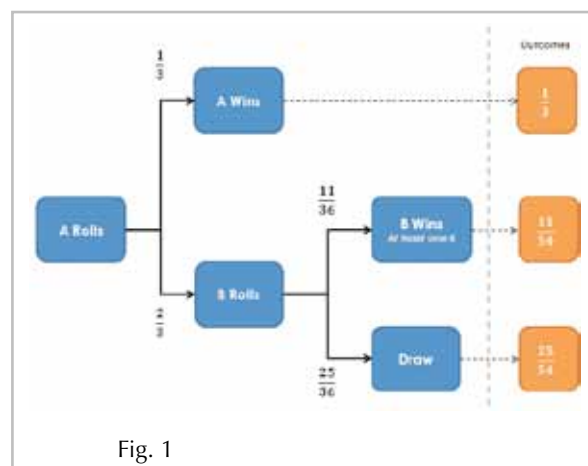 Outcomes
1/3
A Wins
1/3
11/36
A Rolls
B Wins
At least one 6
11/54
B Rolls
2/3
Draw
25/54
25/36
Fig. 1